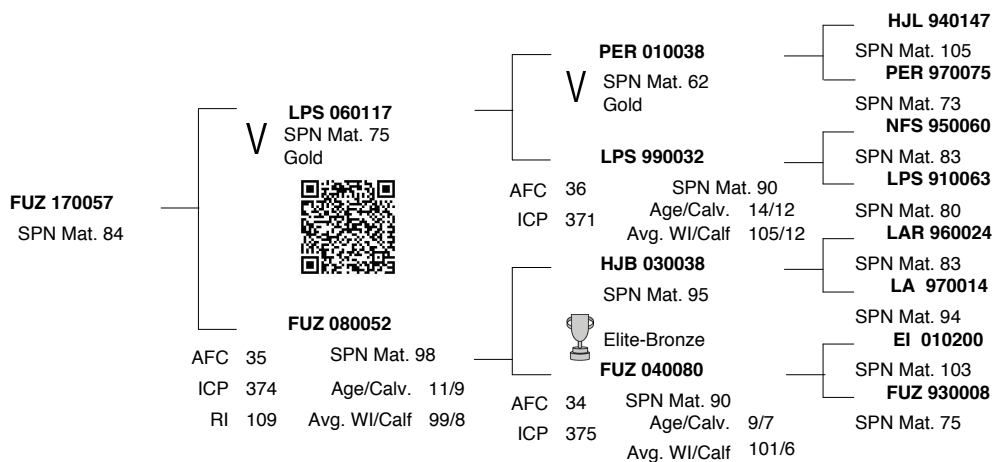 FUZ 170057
SPN Mat. 84
V
LPS 060117
SPN Mat. 75
Gold
FUZ 080052
AFC 35 SPN Mat. 98
ICP 374 Age/Calv. 11/9
RI 109 Avg. WI/Calf 99/8
V
PER 010038
SPN Mat. 62
Gold
LPS 990032
AFC 36 SPN Mat. 90
ICP 371 Age/Calv. 14/12
Avg. WI/Calf 105/12
HJB 030038
SPN Mat. 95
Elite-Bronze
FUZ 040080
AFC 34 SPN Mat. 90
ICP 375 Age/Calv. 9/7
Avg. WI/Calf 101/6
HJL 940147
SPN Mat. 105
PER 970075
SPN Mat. 73
NFS 950060
SPN Mat. 83
LPS 910063
SPN Mat. 80
LAR 960024
SPN Mat. 83
LA 970014
SPN Mat. 94
EI 010200
SPN Mat. 103
FUZ 930008
SPN Mat. 75